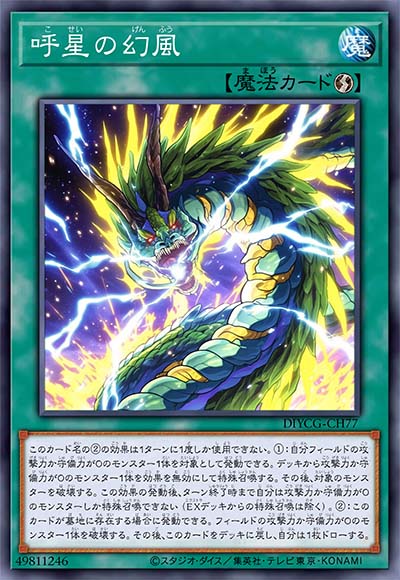 呼星の幻風
魔
【魔法カード】
DIYCG-CH77
このカード名の②の効果は1ターンに1度しか使用できない。①:自分フィールドの攻
撃力か守備力が0のモンスター1体を対象として発動できる。デッキから攻撃力か守備
力が0のモンスター1体を効果を無効にして特殊召喚する。その後、対象のモンス
ターを破壊する。この効果の発動後、ターン終了時まで自分は攻撃力か守備力が0
のモンスターしか特殊召喚できない(EXデッキからの特殊召喚は除く)。②:この
カードが墓地に存在する場合に発動できる。フィールドの攻撃力か守備力が0のモン
スター1体を破壊する。その後、このカードをデッキに戻し、自分は1枚ドローする。
49811246
©スタジオ・ダイス/集英社・テレビ東京・KONAMI